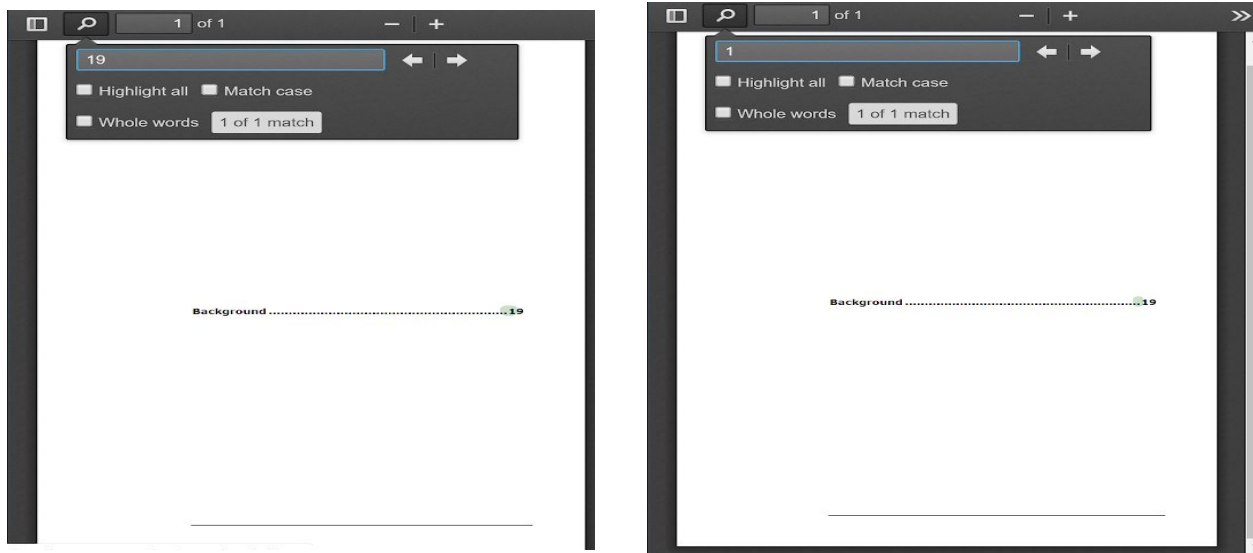 1 of 1
19
Highlight all Match case
Whole words 1 of 1 match
Background ........................................................19
1 of 1
1
Highlight all Match case
Whole words 1 of 1 match
Background ........................................................19